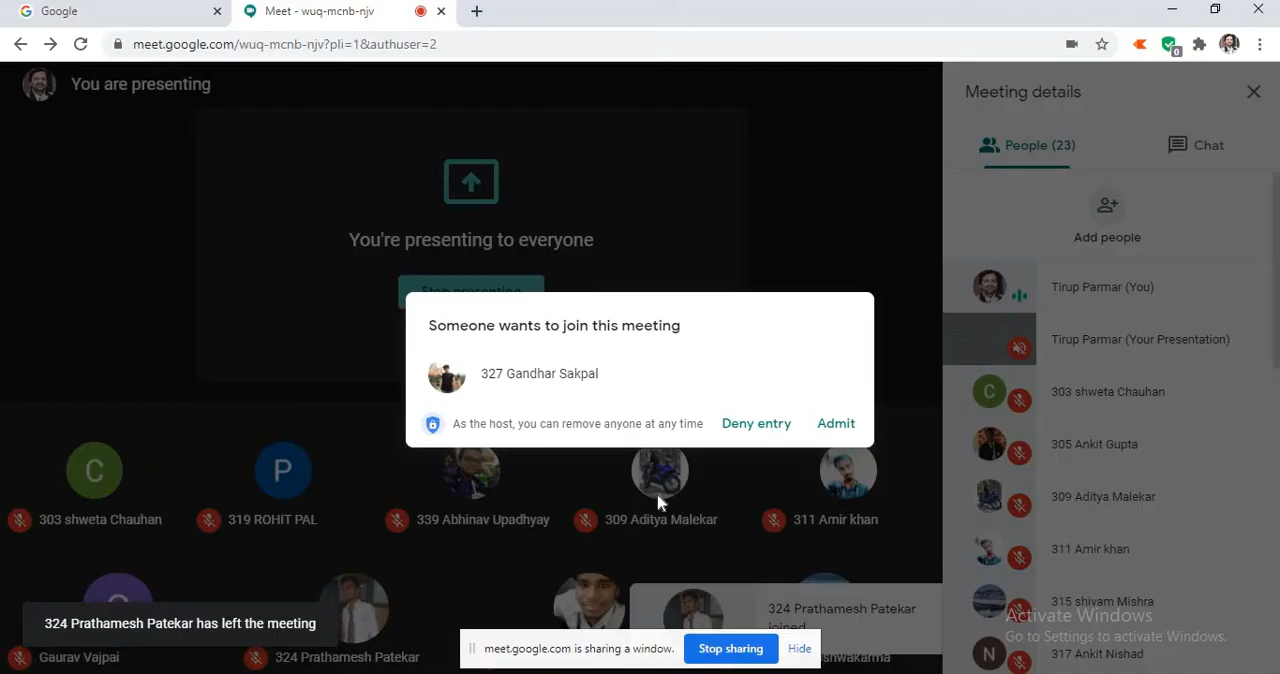 Google
Meet - wuq-mcnb-njv
meet.google.com/wuq-mcnb-njv?pli=1&authuser=2
0
You are presenting
Meeting details
People (23)
Chat
You're presenting to everyone
Stop presenting
Add people
Tirup Parmar (You)
Tirup Parmar (Your Presentation)
Someone wants to join this meeting
327 Gandhar Sakpal
As the host, you can remove anyone at any time
Deny entry
Admit
C
303 shweta Chauhan
305 Ankit Gupta
309 Aditya Malekar
311 Amir khan
315 shivam Mishra
N
317 Ankit Nishad
C
P
303 shweta Chauhan
319 ROHIT PAL
339 Abhinav Upadhyay
309 Aditya Malekar
311 Amir khan
324 Prathamesh Patekar has left the meeting
324 Prathamesh Patekar
joined
Gaurav Vajpai
324 Prathamesh Patekar
meet.google.com is sharing a window.
Stop sharing
Hide
Activate Windows
Go to Settings to activate Windows.